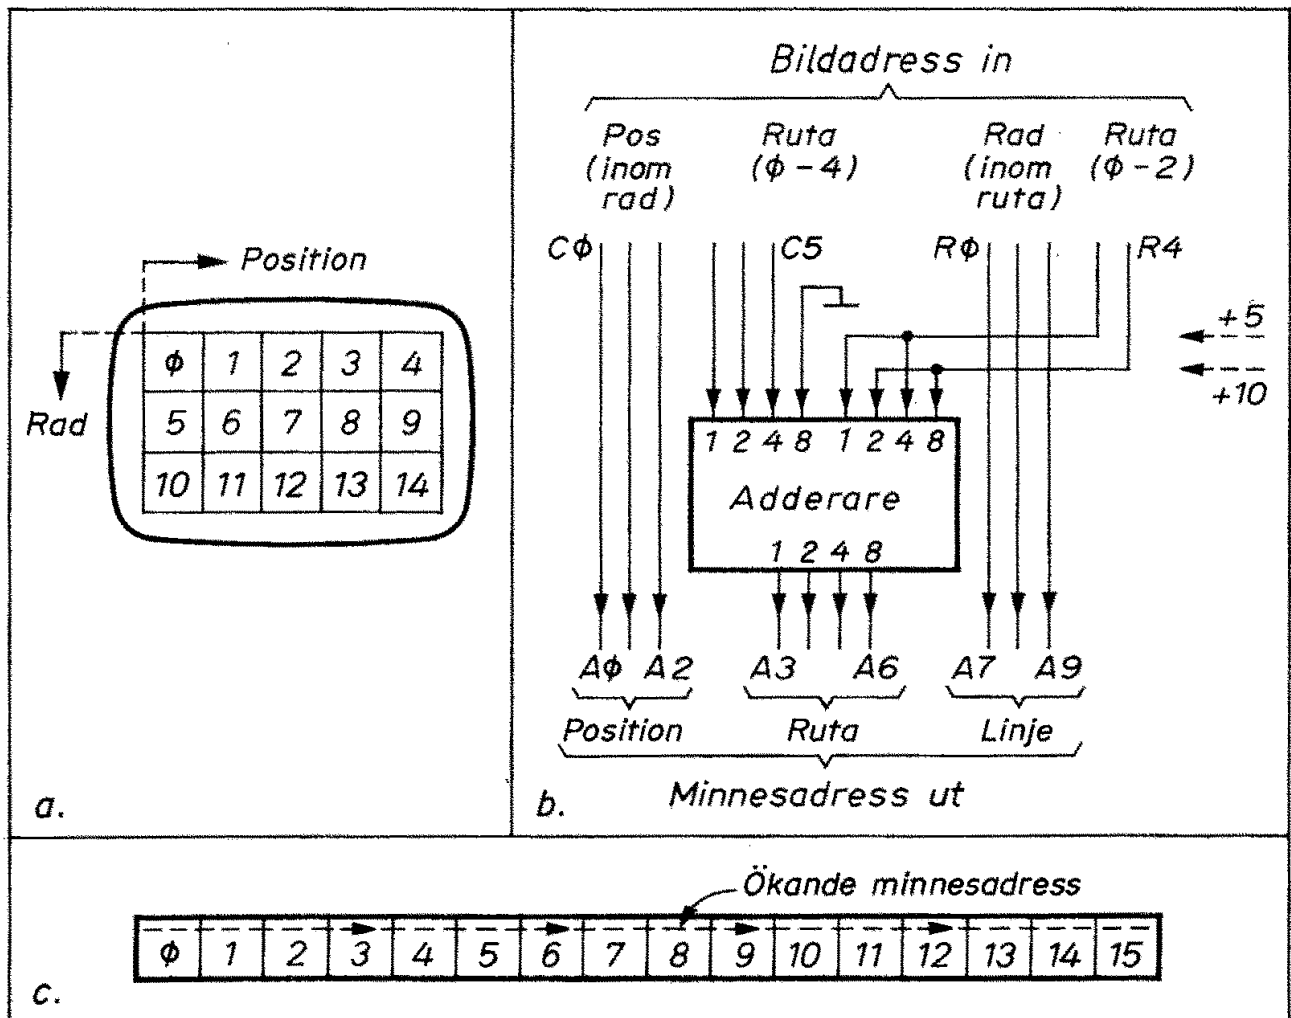 Position
Rad
ϕ 1 2 3 4
5 6 7 8 9
10 11 12 13 14
a.
Bildadress in
Pos (inom rad)
Ruta (ϕ-4)
Rad (inom ruta)
Ruta (ϕ-2)
Cϕ C5 Rϕ R4
+5
+10
1 2 4 8 1 2 4 8
Adderare
1 2 4 8
Aϕ A2 A3 A6 A7 A9
Position Ruta Linje
Minnesadress ut
b.
Ökande minnesadress
ϕ 1 2 3 4 5 6 7 8 9 10 11 12 13 14 15
c.